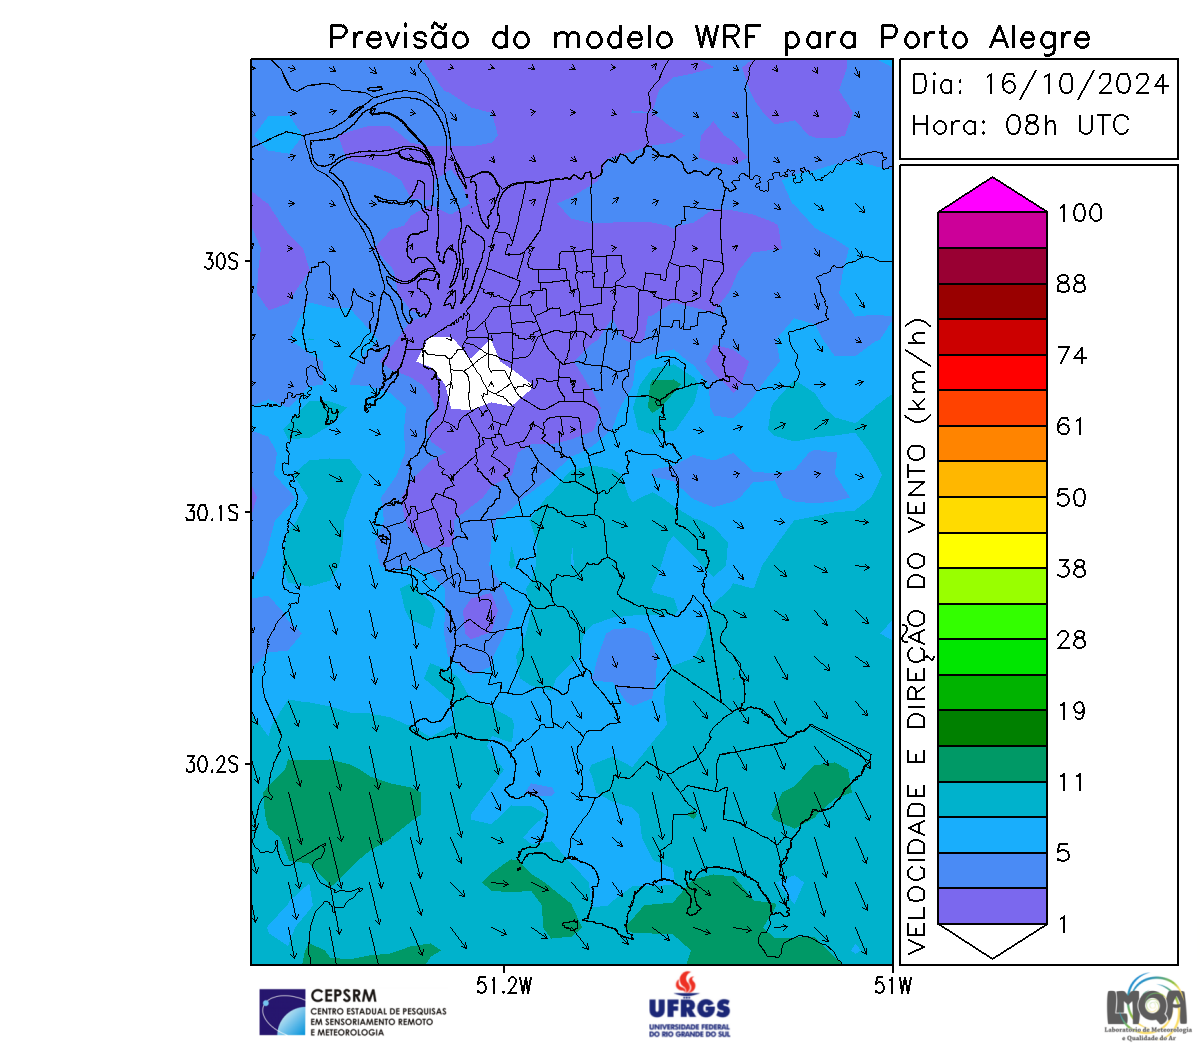 Previsão do modelo WRF para Porto Alegre
Dia: 16/10/2024
Hora: 08h UTC
30S
30.1S
30.2S
51.2W
51W
VELOCIDADE E DIREÇÃO DO VENTO (km/h)
100
88
74
61
50
38
28
19
11
5
1
CEPSRM
CENTRO ESTADUAL DE PESQUISAS
EM SENSORIAMENTO REMOTO
E METEOROLOGIA
UFRGS
UNIVERSIDADE FEDERAL
DO RIO GRANDE DO SUL
LMQA
Laboratório de Meteorologia
e Qualidade do Ar